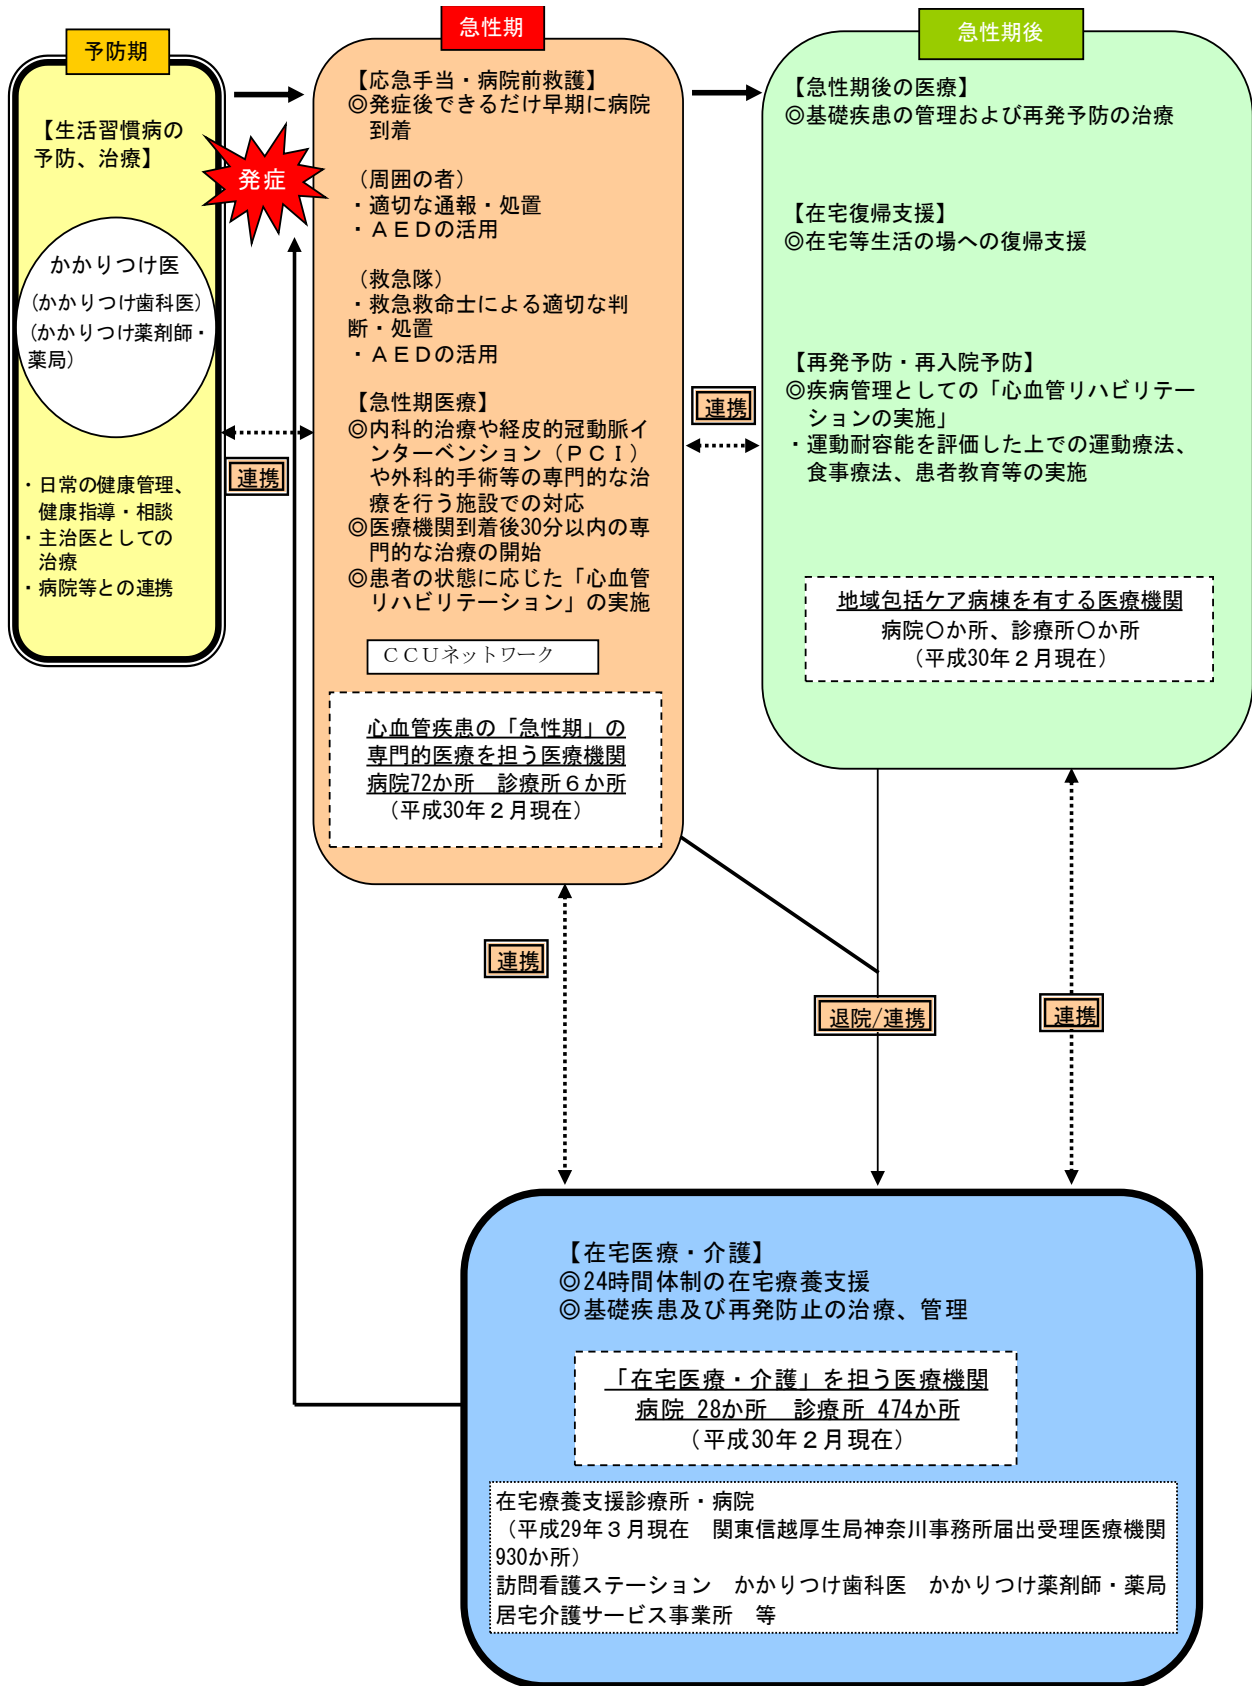 予防期
【生活習慣病の
予防、治療】
かかりつけ医
(かかりつけ歯科医)
(かかりつけ薬剤師・
薬局)
・日常の健康管理、
健康指導・相談
・主治医としての
治療
・病院等との連携
発症
連携
急性期
【応急手当・病院前救護】
◎発症後できるだけ早期に病院
到着
（周囲の者）
・適切な通報・処置
・ＡＥＤの活用
（救急隊）
・救急救命士による適切な判
断・処置
・ＡＥＤの活用
【急性期医療】
◎内科的治療や経皮的冠動脈イ
ンターベンション（ＰＣＩ）
や外科的手術等の専門的な治
療を行う施設での対応
◎医療機関到着後30分以内の専
門的な治療の開始
◎患者の状態に応じた「心血管
リハビリテーション」の実施
ＣＣＵネットワーク
心血管疾患の「急性期」の
専門的医療を担う医療機関
病院72か所　診療所６か所
（平成30年２月現在）
連携
急性期後
【急性期後の医療】
◎基礎疾患の管理および再発予防の治療
【在宅復帰支援】
◎在宅等生活の場への復帰支援
【再発予防・再入院予防】
◎疾病管理としての「心血管リハビリテー
ションの実施」
・運動耐容能を評価した上での運動療法、
食事療法、患者教育等の実施
地域包括ケア病棟を有する医療機関
病院〇か所、診療所〇か所
（平成30年２月現在）
連携
退院/連携
連携
【在宅医療・介護】
◎24時間体制の在宅療養支援
◎基礎疾患及び再発防止の治療、管理
「在宅医療・介護」を担う医療機関
病院 28か所　診療所 474か所
（平成30年２月現在）
在宅療養支援診療所・病院
（平成29年３月現在　関東信越厚生局神奈川事務所届出受理医療機関
930か所）
訪問看護ステーション　かかりつけ歯科医　かかりつけ薬剤師・薬局
居宅介護サービス事業所　等